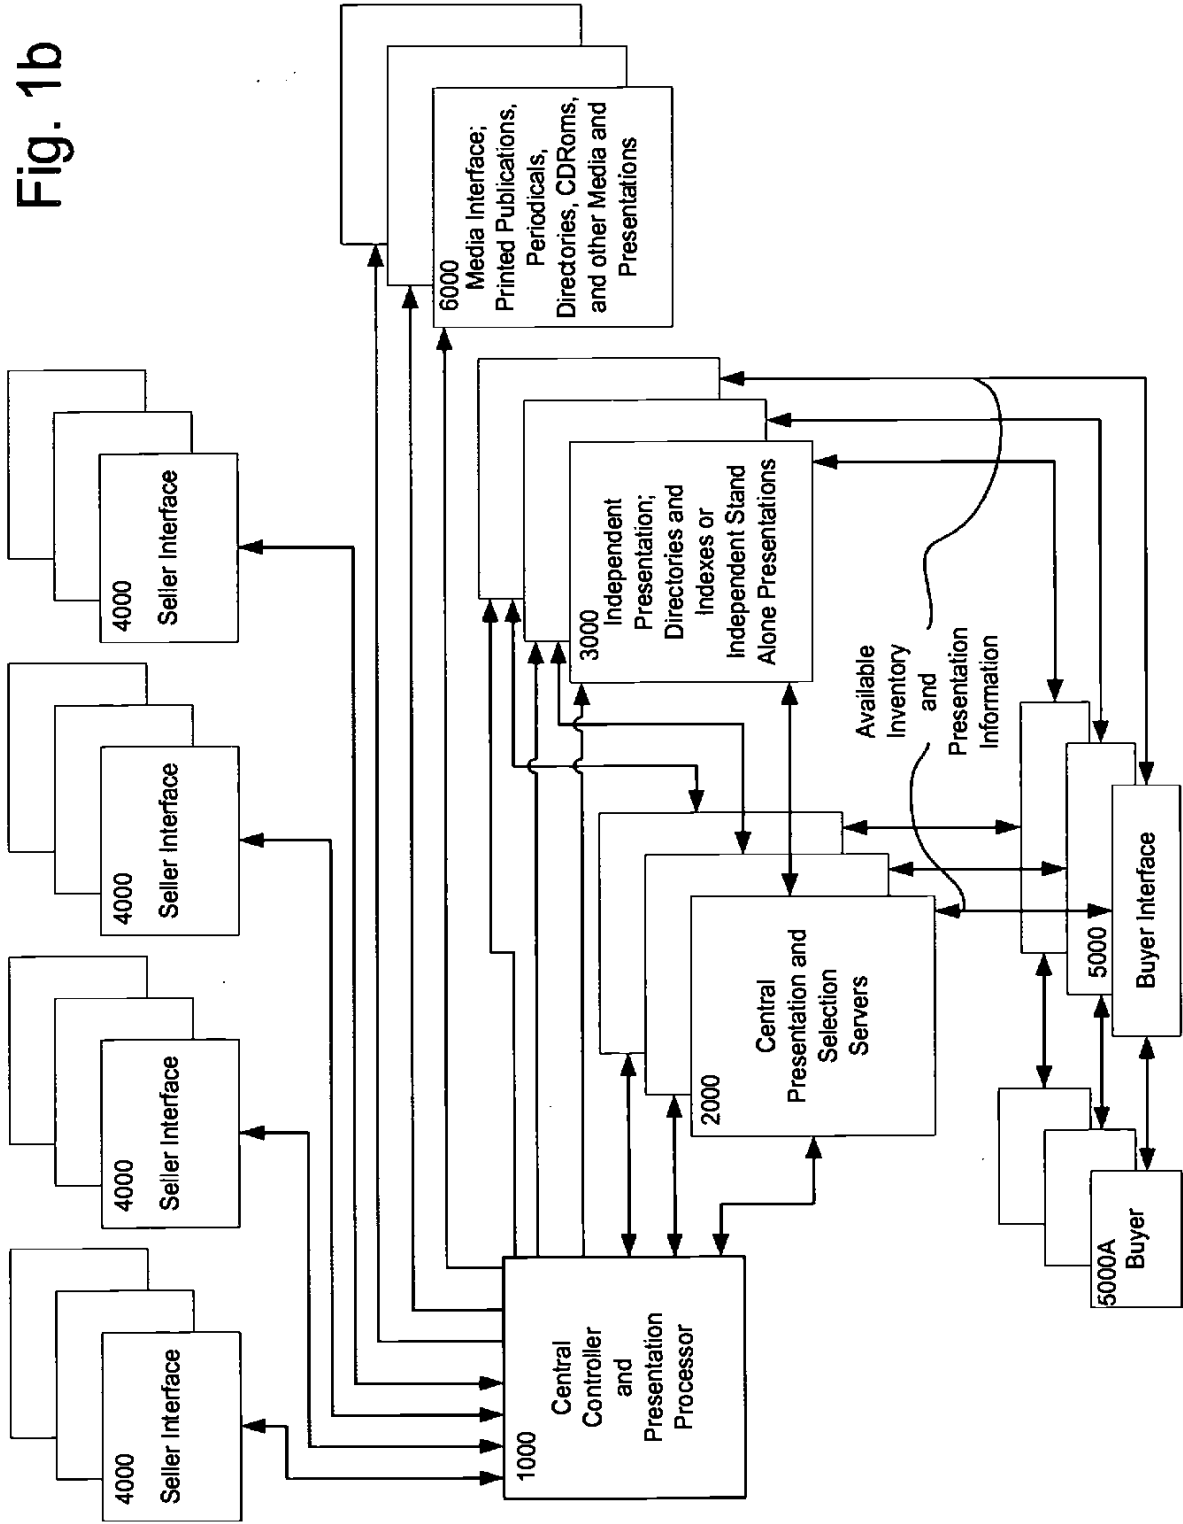 Fig. 1b
4000
Seller Interface
4000
Seller Interface
4000
Seller Interface
4000
Seller Interface
1000
Central
Controller
and
Presentation
Processor
6000
Media Interface;
Printed Publications,
Periodicals,
Directories, CDRoms,
and other Media and
Presentations
3000
Independent
Presentation;
Directories and
Indexes or
Independent Stand
Alone Presentations
2000
Central
Presentation and
Selection
Servers
Available
Inventory
and
Presentation
Information
5000
Buyer Interface
5000A
Buyer